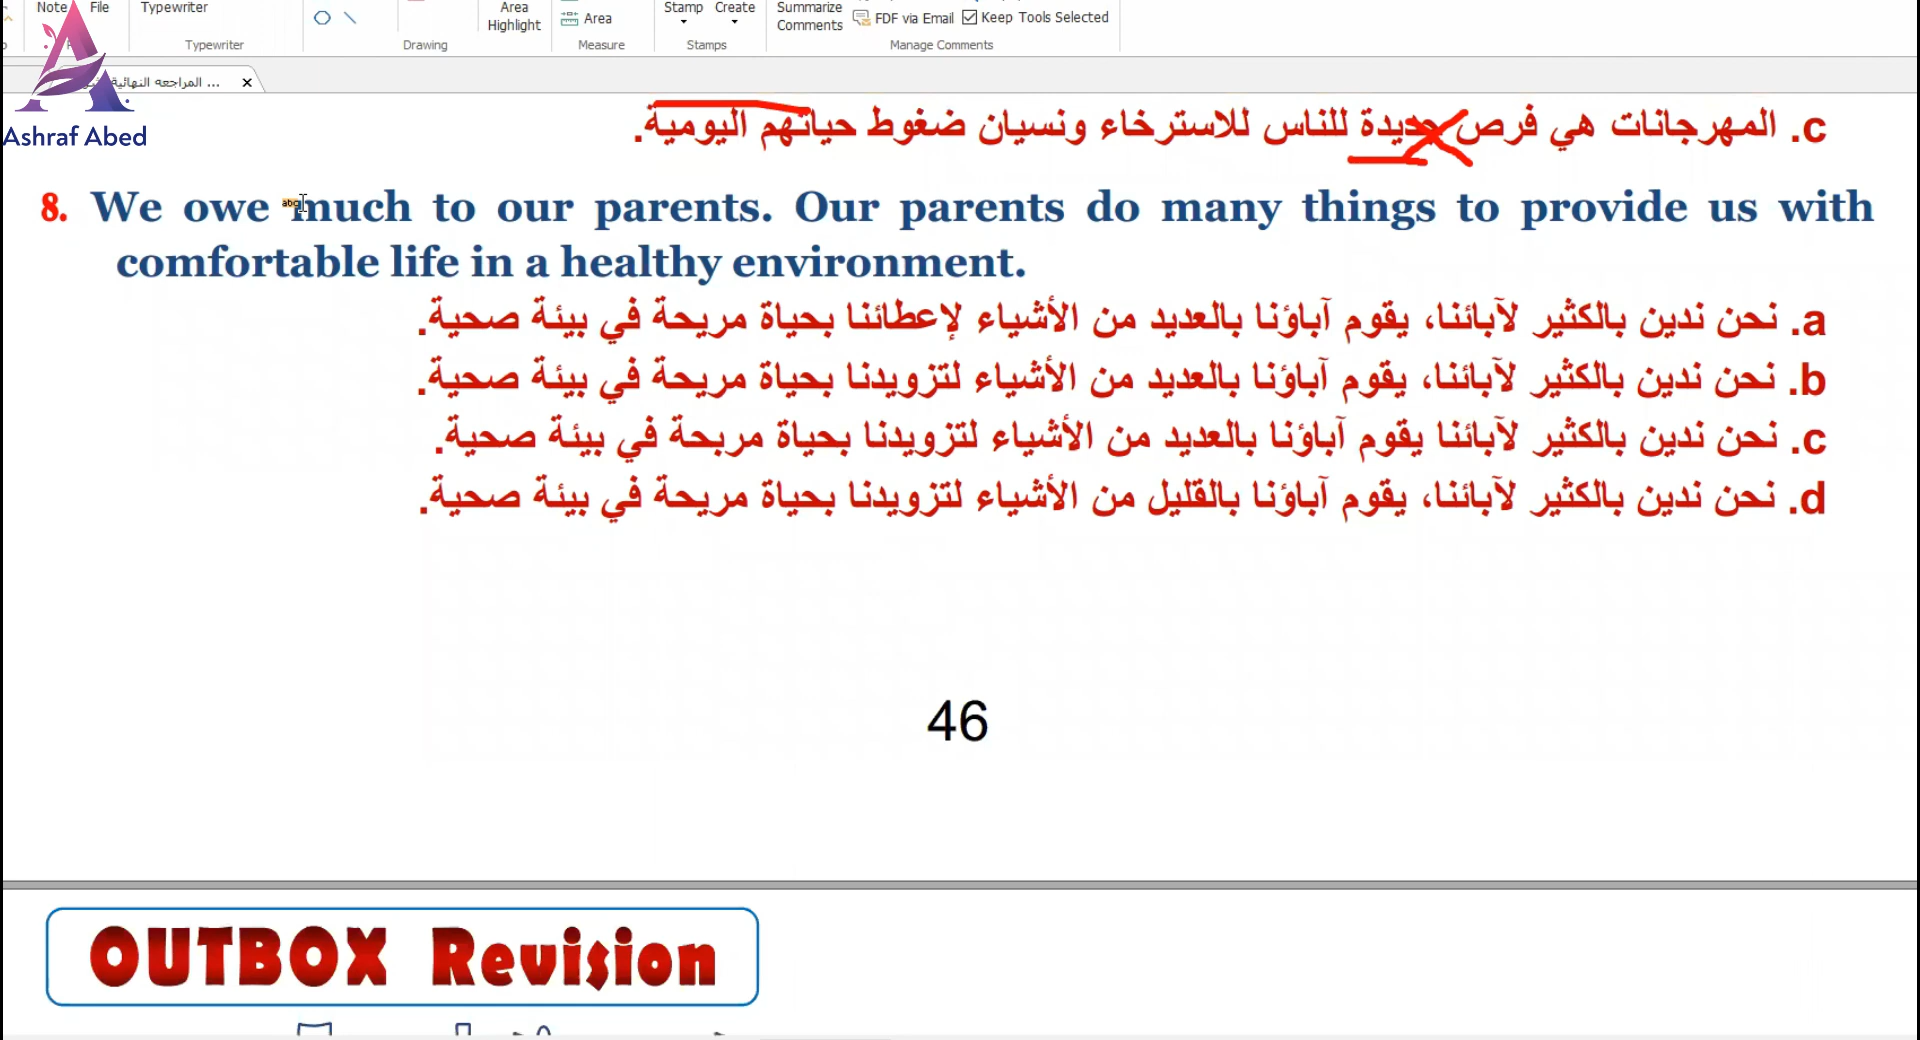 Note
File
Typewriter
Area
Highlight
Area
Stamp
Create
Summarize
Comments
FDF via Email
Keep Tools Selected
Typewriter
Drawing
Measure
Stamps
Manage Comments
المراجعه النهائية ...
Ashraf Abed
c. المهرجانات هي فرص جديدة للناس للاسترخاء ونسيان ضغوط حياتهم اليومية.
8. We owe much to our parents. Our parents do many things to provide us with
comfortable life in a healthy environment.
a. نحن ندين بالكثير لآبائنا، يقوم آباؤنا بالعديد من الأشياء لإعطائنا بحياة مريحة في بيئة صحية.
b. نحن ندين بالكثير لآبائنا، يقوم آباؤنا بالعديد من الأشياء لتزويدنا بحياة مريحة في بيئة صحية.
c. نحن ندين بالكثير لآبائنا يقوم آباؤنا بالعديد من الأشياء لتزويدنا بحياة مربحة في بيئة صحية.
d. نحن ندين بالكثير لآبائنا، يقوم آباؤنا بالقليل من الأشياء لتزويدنا بحياة مريحة في بيئة صحية.
46
OUTBOX Revision